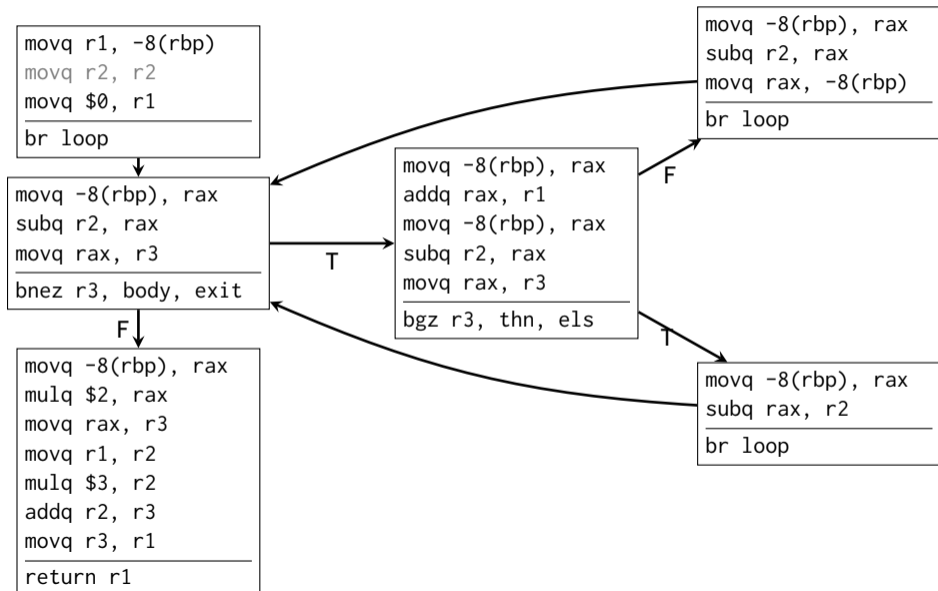 movq r1, -8(rbp)
movq r2, r2
movq $0, r1
br loop
movq -8(rbp), rax
subq r2, rax
movq rax, r3
bnez r3, body, exit
F
movq -8(rbp), rax
mulq $2, rax
movq rax, r3
movq r1, r2
mulq $3, r2
addq r2, r3
movq r3, r1
return r1
T
movq -8(rbp), rax
addq rax, r1
movq -8(rbp), rax
subq r2, rax
movq rax, r3
bgz r3, thn, els
F
movq -8(rbp), rax
subq r2, rax
movq rax, -8(rbp)
br loop
T
movq -8(rbp), rax
subq rax, r2
br loop